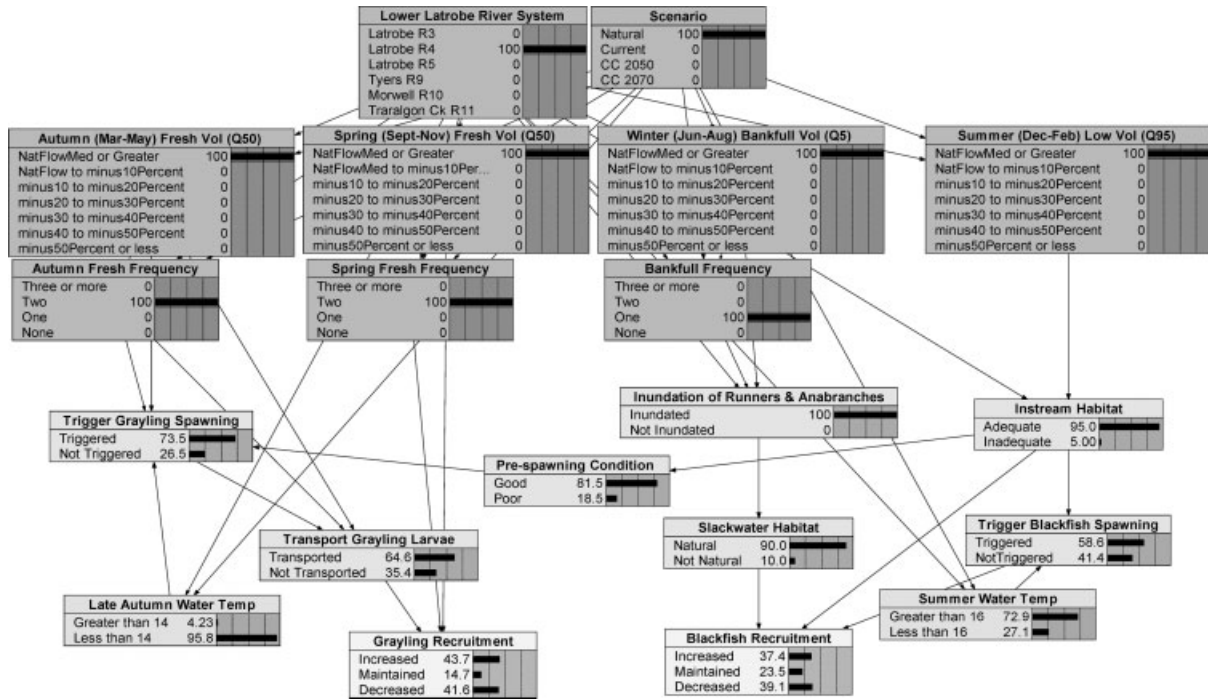 Lower Latrobe River System
Latrobe R3 0
Latrobe R4 100
Latrobe R5 0
Tyers R9 0
Morwell R10 0
Traralgon Ck R11 0
Scenario
Natural 100
Current 0
CC 2050 0
CC 2070 0
Autumn (Mar-May) Fresh Vol (Q50)
NatFlowMed or Greater 100
NatFlow to minus10Percent 0
minus10 to minus20Percent 0
minus20 to minus30Percent 0
minus30 to minus40Percent 0
minus40 to minus50Percent 0
minus50Percent or less 0
Spring (Sept-Nov) Fresh Vol (Q50)
NatFlowMed or Greater 100
NatFlowMed to minus10Per... 0
minus10 to minus20Percent 0
minus20 to minus30Percent 0
minus30 to minus40Percent 0
minus40 to minus50Percent 0
minus50Percent or less 0
Winter (Jun-Aug) Bankfull Vol (Q5)
NatFlowMed or Greater 100
NatFlow to minus10Percent 0
minus10 to minus20Percent 0
minus20 to minus30Percent 0
minus30 to minus40Percent 0
minus40 to minus50Percent 0
minus50Percent or less 0
Summer (Dec-Feb) Low Vol (Q95)
NatFlowMed or Greater 100
NatFlow to minus10Percent 0
minus10 to minus20Percent 0
minus20 to minus30Percent 0
minus30 to minus40Percent 0
minus40 to minus50Percent 0
minus50Percent or less 0
Autumn Fresh Frequency
Three or more 0
Two 100
One 0
None 0
Spring Fresh Frequency
Three or more 0
Two 100
One 0
None 0
Bankfull Frequency
Three or more 0
Two 0
One 100
None 0
Trigger Grayling Spawning
Triggered 73.5
Not Triggered 26.5
Inundation of Runners & Anabranches
Inundated 100
Not Inundated 0
Instream Habitat
Adequate 95.0
Inadequate 5.00
Pre-spawning Condition
Good 81.5
Poor 18.5
Transport Grayling Larvae
Transported 64.6
Not Transported 35.4
Slackwater Habitat
Natural 90.0
Not Natural 10.0
Trigger Blackfish Spawning
Triggered 58.6
NotTriggered 41.4
Late Autumn Water Temp
Greater than 14 4.23
Less than 14 95.8
Summer Water Temp
Greater than 16 72.9
Less than 16 27.1
Grayling Recruitment
Increased 43.7
Maintained 14.7
Decreased 41.6
Blackfish Recruitment
Increased 37.4
Maintained 23.5
Decreased 39.1